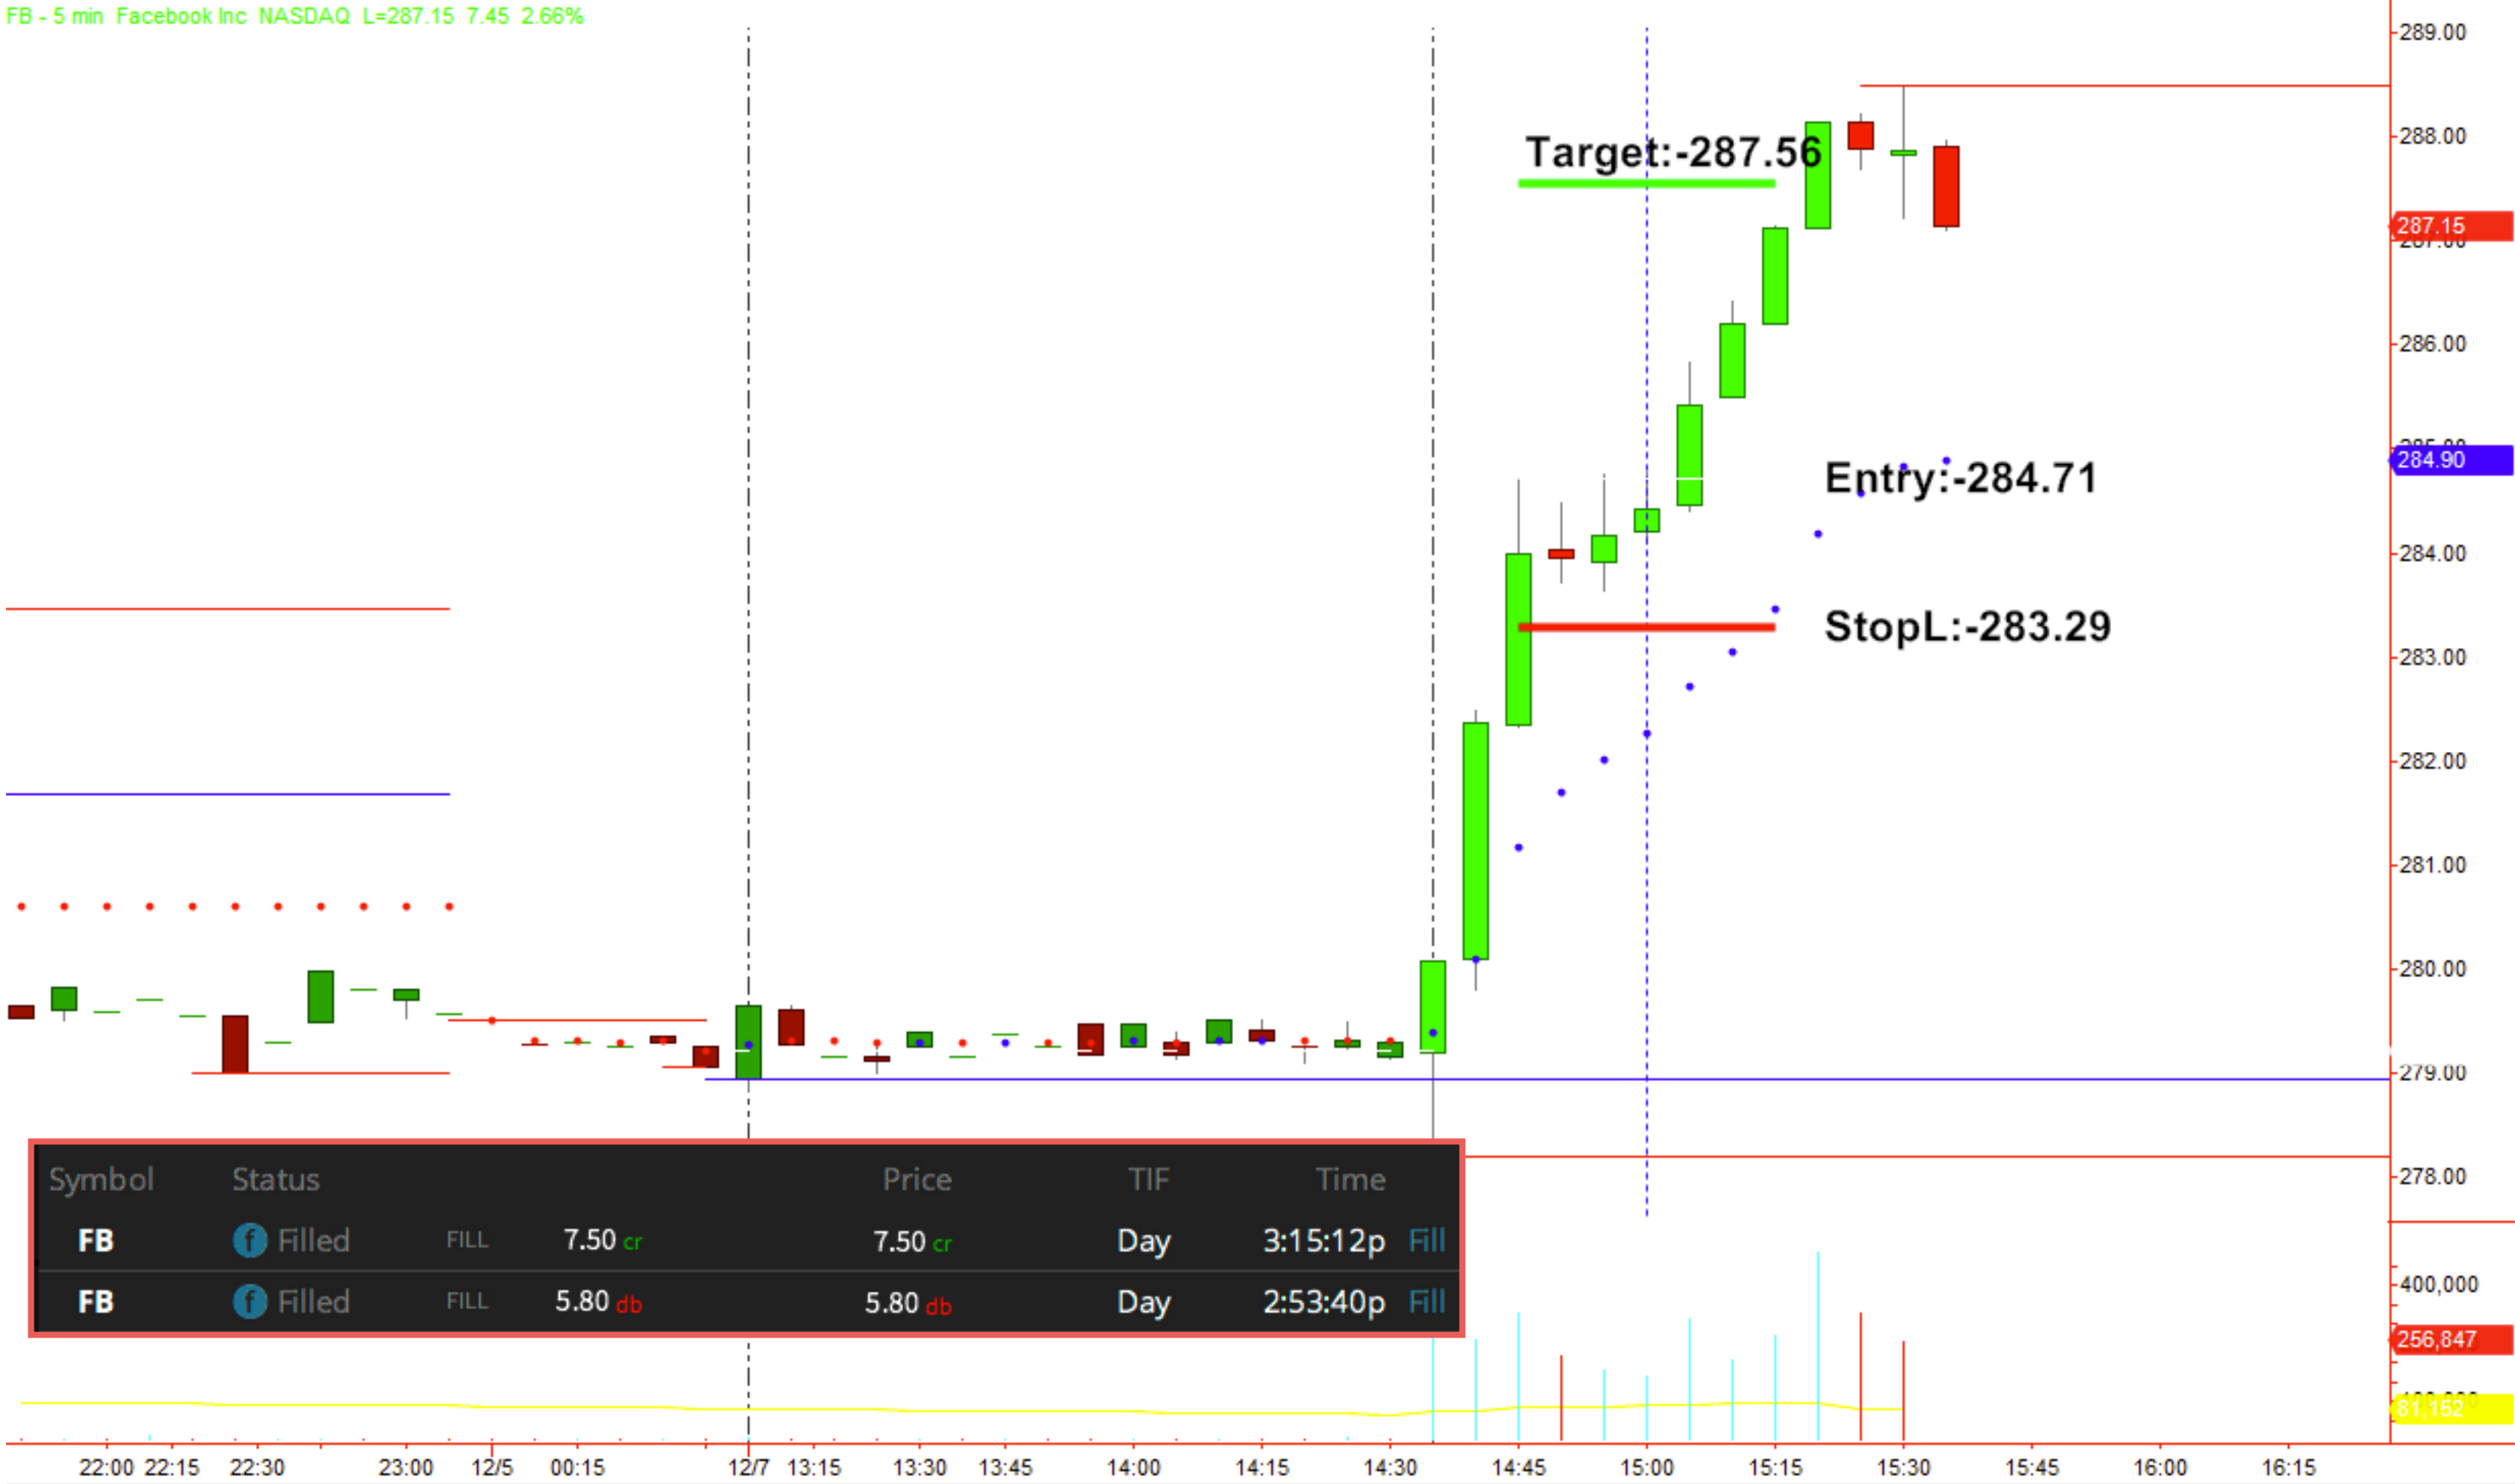 FB - 5 min Facebook Inc NASDAQ L=287.15 7.45 2.66%
289.00
Target:-287.56
288.00
287.15
287.00
286.00
285.00
284.90
Entry:-284.71
284.00
StopL:-283.29
283.00
282.00
281.00
280.00
279.00
278.00
Symbol Status Price TIF Time
FB f Filled FILL 7.50 cr 7.50 cr Day 3:15:12p Fill
FB f Filled FILL 5.80 db 5.80 db Day 2:53:40p Fill
400,000
256,847
81,152
22:00 22:15 22:30 23:00 12/5 00:15 12/7 13:15 13:30 13:45 14:00 14:15 14:30 14:45 15:00 15:15 15:30 15:45 16:00 16:15